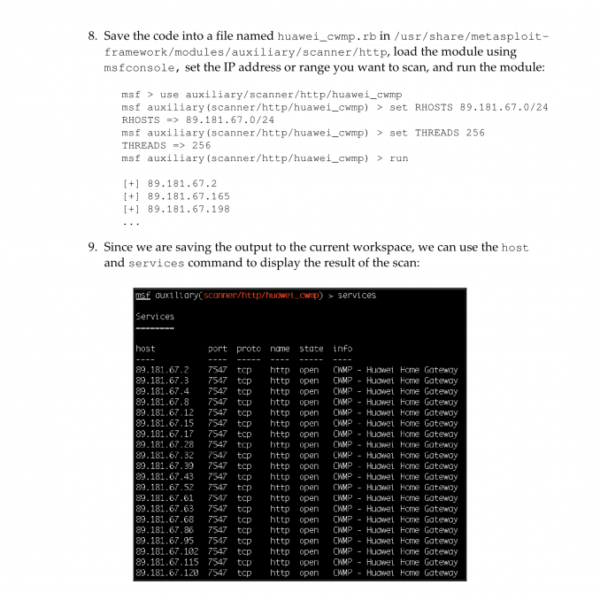 8. Save the code into a file named huawei_cwmp.rb in /usr/share/metasploit-
framework/modules/auxiliary/scanner/http, load the module using
msfconsole, set the IP address or range you want to scan, and run the module:
msf > use auxiliary/scanner/http/huawei_cwmp
msf auxiliary(scanner/http/huawei_cwmp) > set RHOSTS 89.181.67.0/24
RHOSTS => 89.181.67.0/24
msf auxiliary(scanner/http/huawei_cwmp) > set THREADS 256
THREADS => 256
msf auxiliary(scanner/http/huawei_cwmp) > run
[+] 89.181.67.2
[+] 89.181.67.165
[+] 89.181.67.198
...
9. Since we are saving the output to the current workspace, we can use the host
and services command to display the result of the scan:
msf auxiliary(scanner/http/huawei_cwmp) > services
Services
========
host port proto name state info
---- ---- ----- ---- ----- ----
89.181.67.2 7547 tcp http open CWMP - Huawei Home Gateway
89.181.67.3 7547 tcp http open CWMP - Huawei Home Gateway
89.181.67.4 7547 tcp http open CWMP - Huawei Home Gateway
89.181.67.8 7547 tcp http open CWMP - Huawei Home Gateway
89.181.67.12 7547 tcp http open CWMP - Huawei Home Gateway
89.181.67.15 7547 tcp http open CWMP - Huawei Home Gateway
89.181.67.17 7547 tcp http open CWMP - Huawei Home Gateway
89.181.67.28 7547 tcp http open CWMP - Huawei Home Gateway
89.181.67.32 7547 tcp http open CWMP - Huawei Home Gateway
89.181.67.39 7547 tcp http open CWMP - Huawei Home Gateway
89.181.67.43 7547 tcp http open CWMP - Huawei Home Gateway
89.181.67.52 7547 tcp http open CWMP - Huawei Home Gateway
89.181.67.61 7547 tcp http open CWMP - Huawei Home Gateway
89.181.67.63 7547 tcp http open CWMP - Huawei Home Gateway
89.181.67.68 7547 tcp http open CWMP - Huawei Home Gateway
89.181.67.86 7547 tcp http open CWMP - Huawei Home Gateway
89.181.67.95 7547 tcp http open CWMP - Huawei Home Gateway
89.181.67.102 7547 tcp http open CWMP - Huawei Home Gateway
89.181.67.115 7547 tcp http open CWMP - Huawei Home Gateway
89.181.67.120 7547 tcp http open CWMP - Huawei Home Gateway